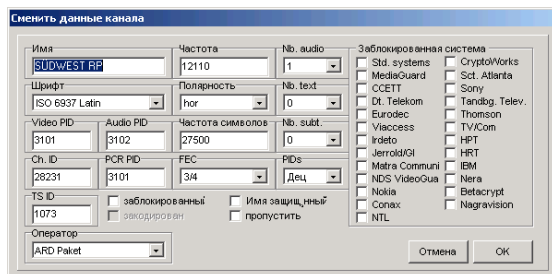 Сменить данные канала
Имя
SÜDWEST RP
Частота
12110
Nb. audio
1
Шрифт
ISO 6937 Latin
Полярность
hor
Nb. text
0
Video PID
3101
Audio PID
3102
Частота символов
27500
Nb. subt.
0
Ch. ID
28231
PCR PID
3101
FEC
3/4
PIDs
Дец
TS ID
1073
заблокированный
закодирован
Имя защищ_нный
пропустить
Оператор
ARD Paket
Заблокированная система
Std. systems
MediaGuard
CCETT
Dt. Telekom
Eurodec
Viaccess
Irdeto
Jerrold/GI
Matra Communi
NDS VideoGua
Nokia
Conax
NTL
CryptoWorks
Sct. Atlanta
Sony
Tandbg. Telev.
Thomson
TV/Com
HPT
HRT
IBM
Nera
Betacrypt
Nagravision
Отмена
OK